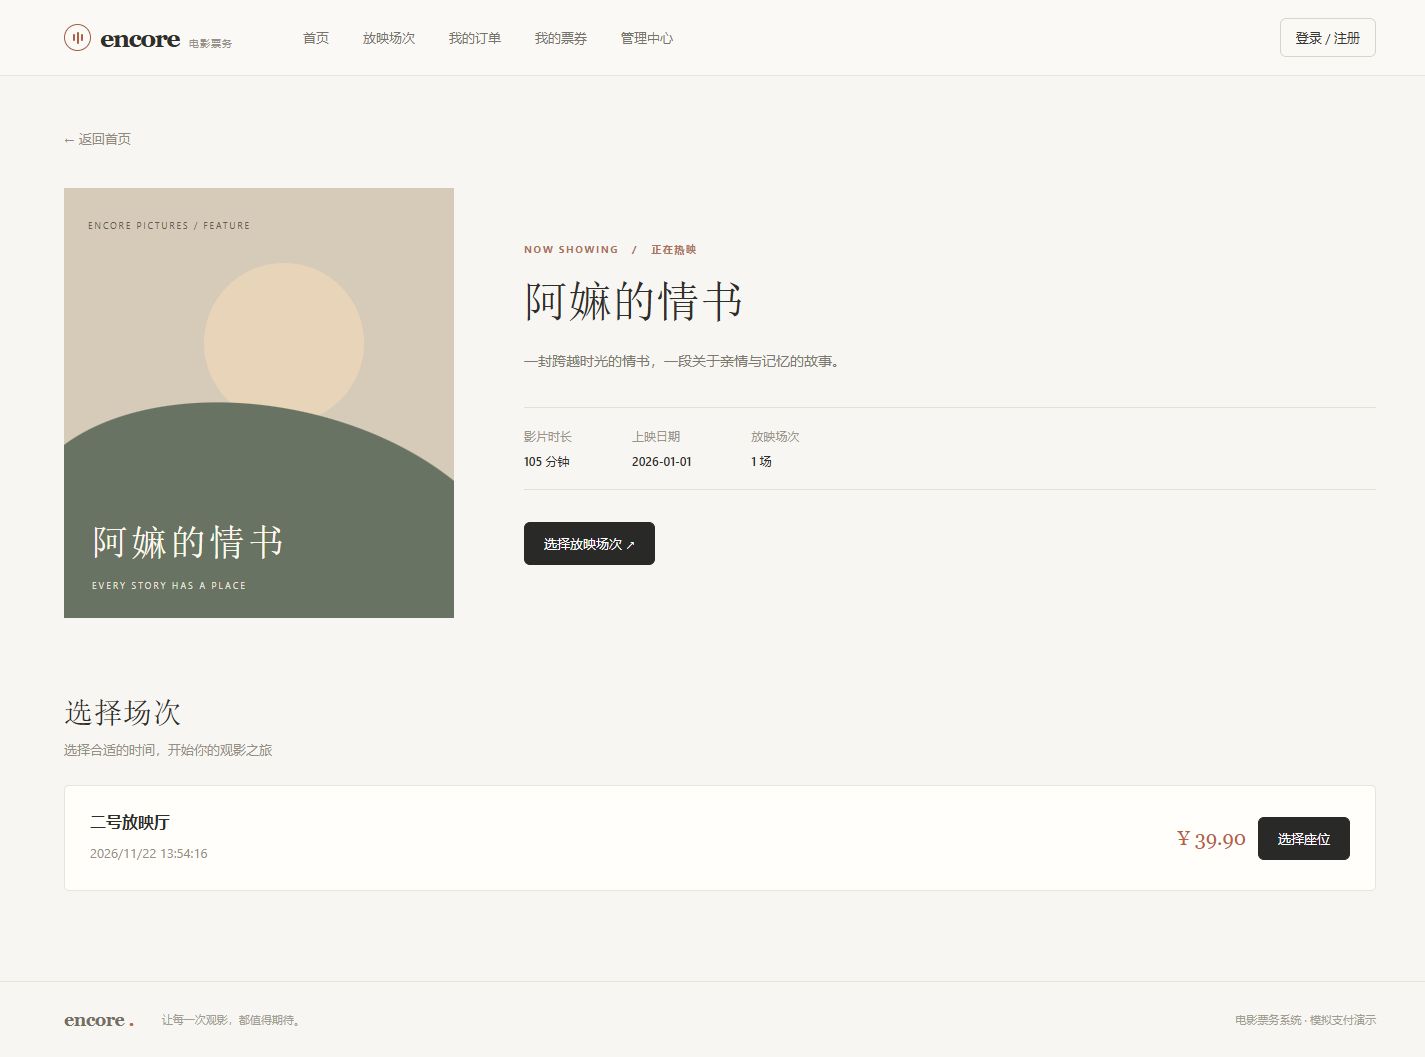 encore 电影票务 首页 放映场次 我的订单 我的票券 管理中心 登录 / 注册
← 返回首页
ENCORE PICTURES / FEATURE
阿嫲的情书
EVERY STORY HAS A PLACE
NOW SHOWING / 正在热映
阿嫲的情书
一封跨越时光的情书，一段关于亲情与记忆的故事。
影片时长 上映日期 放映场次
105 分钟 2026-01-01 1 场
选择放映场次 ↗
选择场次
选择合适的时间，开始你的观影之旅
二号放映厅
2026/11/22 13:54:16
¥ 39.90 选择座位
encore . 让每一次观影，都值得期待。 电影票务系统 · 模拟支付演示